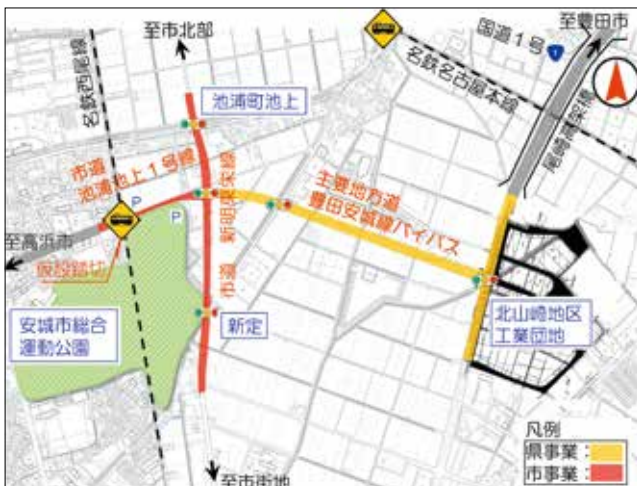 至豊田市
至市北部
国道1号
1
名鉄西尾線
名鉄名古屋本線
池浦町池上
市道
池浦池上1号線
P
P
主要地方道
豊田安城線バイパス
至高浜市
仮設踏切
市道
安城市総合
運動公園
新定
北山崎地区
工業団地
至市街地
凡例
県事業：
市事業：